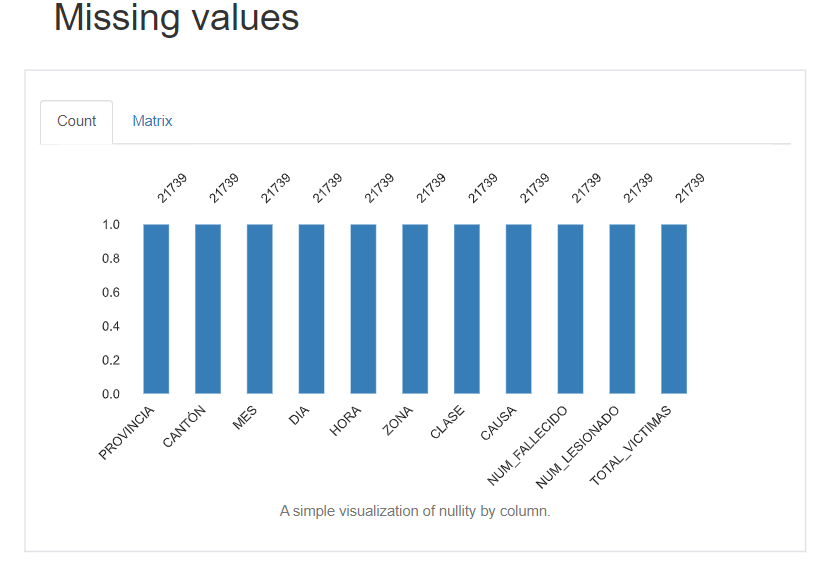 Missing values
Count Matrix
21739 21739 21739 21739 21739 21739 21739 21739 21739 21739 21739
1.0
0.8
0.6
0.4
0.2
0.0
PROVINCIA CANTÓN MES DIA HORA ZONA CLASE CAUSA NUM_FALLECIDO NUM_LESIONADO TOTAL_VICTIMAS
A simple visualization of nullity by column.